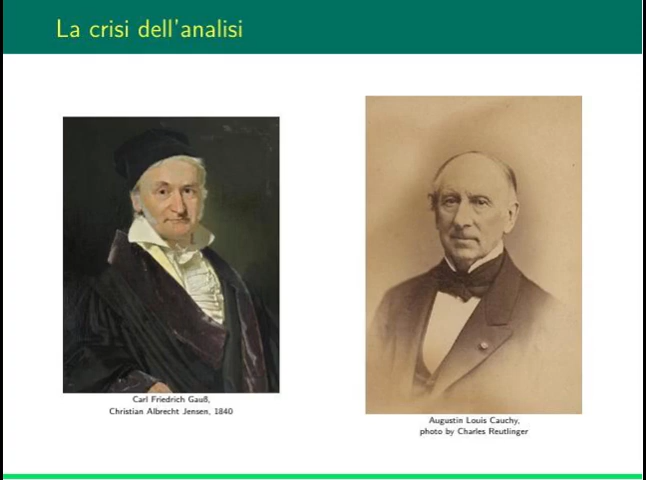 La crisi dell'analisi
Carl Friedrich Gauß,
Christian Albrecht Jensen, 1840
Augustin Louis Cauchy,
photo by Charles Reutlinger